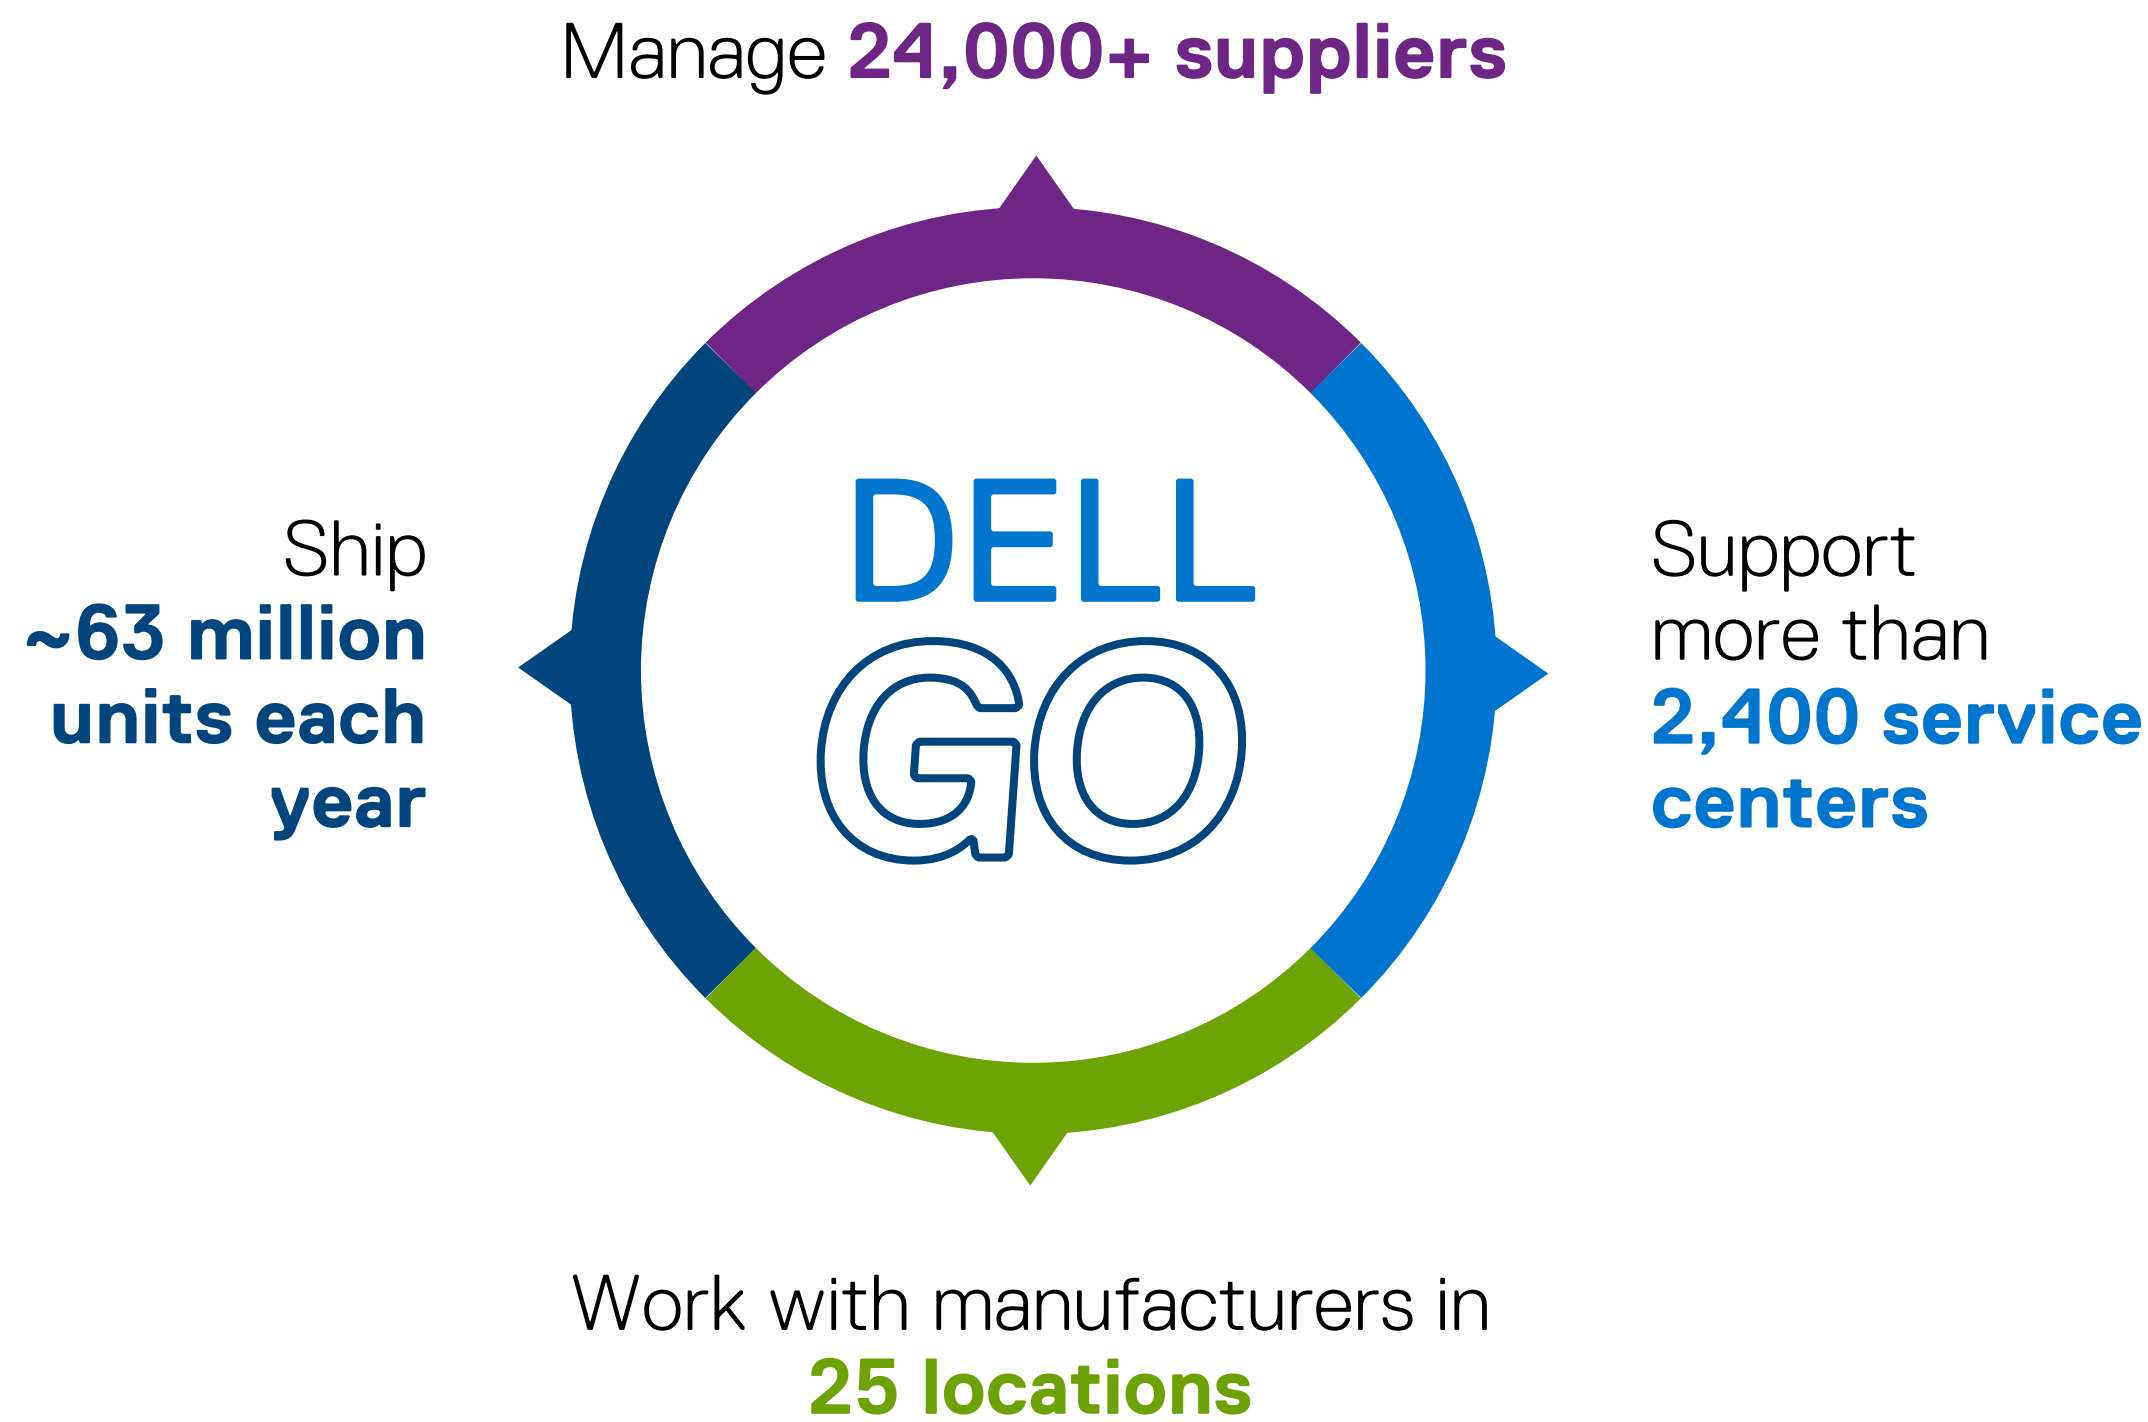 Manage 24,000+ suppliers
Ship
~63 million
units each
year
DELL
GO
Support
more than
2,400 service
centers
Work with manufacturers in
25 locations